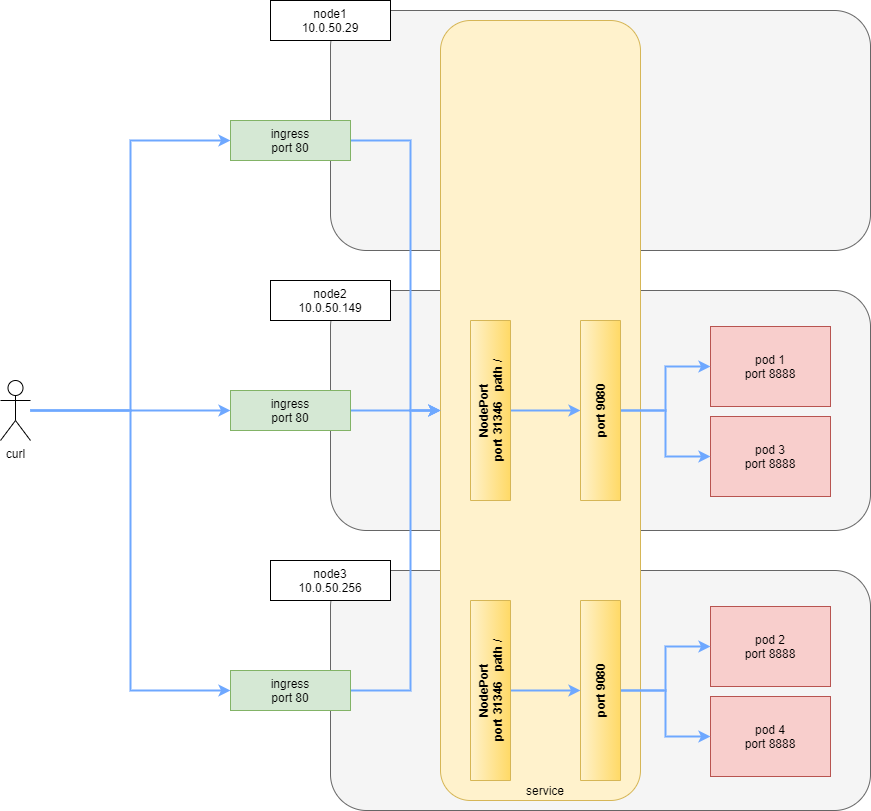 node1
10.0.50.29
ingress
port 80
node2
10.0.50.149
ingress
port 80
NodePort
port 31346 path /
port 9080
pod 1
port 8888
pod 3
port 8888
curl
node3
10.0.50.256
ingress
port 80
NodePort
port 31346 path /
port 9080
pod 2
port 8888
pod 4
port 8888
service